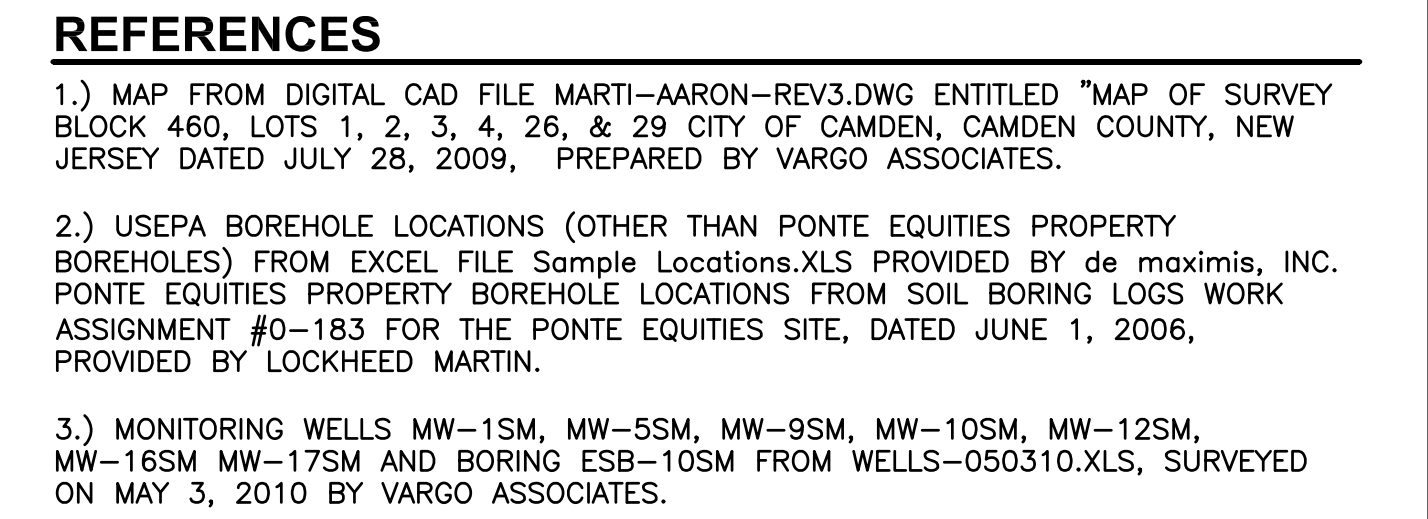 REFERENCES
1.) MAP FROM DIGITAL CAD FILE MARTI-AARON-REV3.DWG ENTITLED "MAP OF SURVEY
BLOCK 460, LOTS 1, 2, 3, 4, 26, & 29 CITY OF CAMDEN, CAMDEN COUNTY, NEW
JERSEY DATED JULY 28, 2009, PREPARED BY VARGO ASSOCIATES.
2.) USEPA BOREHOLE LOCATIONS (OTHER THAN PONTE EQUITIES PROPERTY
BOREHOLES) FROM EXCEL FILE Sample Locations.XLS PROVIDED BY de maximis, INC.
PONTE EQUITIES PROPERTY BOREHOLE LOCATIONS FROM SOIL BORING LOGS WORK
ASSIGNMENT #0-183 FOR THE PONTE EQUITIES SITE, DATED JUNE 1, 2006,
PROVIDED BY LOCKHEED MARTIN.
3.) MONITORING WELLS MW-1SM, MW-5SM, MW-9SM, MW-10SM, MW-12SM,
MW-16SM MW-17SM AND BORING ESB-10SM FROM WELLS-050310.XLS, SURVEYED
ON MAY 3, 2010 BY VARGO ASSOCIATES.